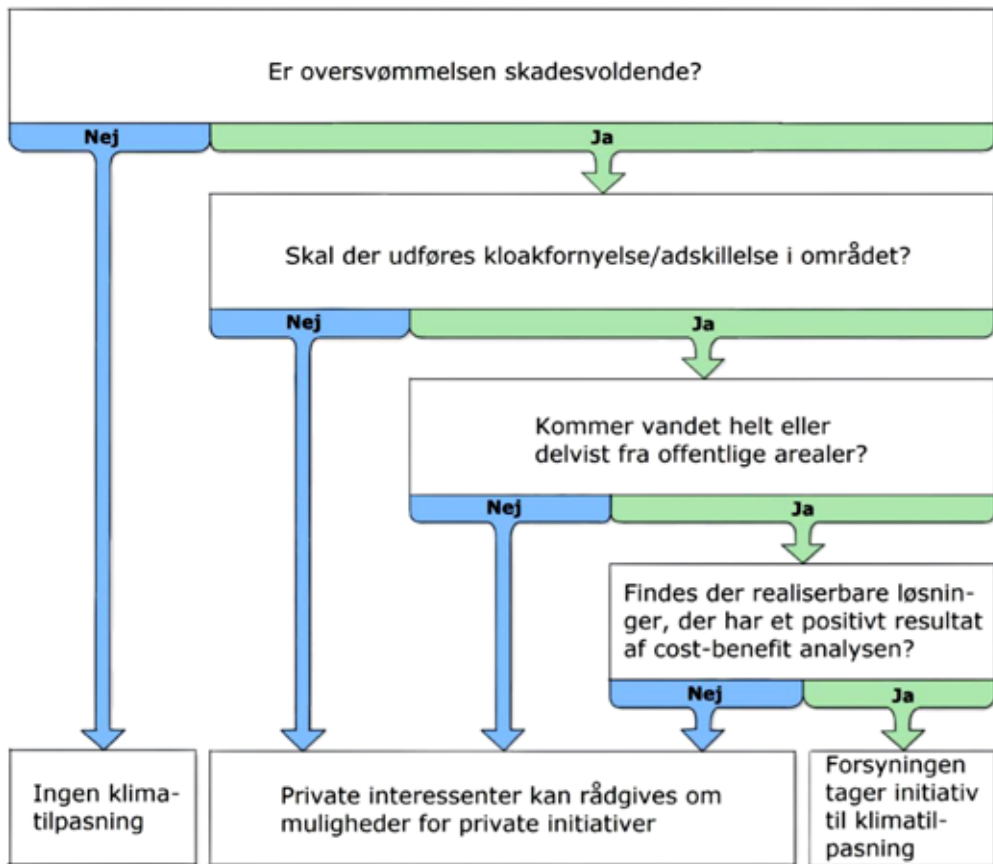 Er oversvømmelsen skadesvoldende?
Nej
Ja
Skal der udføres kloakfornyelse/adskillelse i området?
Nej
Ja
Kommer vandet helt eller
delvist fra offentlige arealer?
Nej
Ja
Findes der realiserbare løsnin-
ger, der har et positivt resultat
af cost-benefit analysen?
Nej
Ja
Ingen klima-
tilpasning
Private interessenter kan rådgives om
muligheder for private initiativer
Forsyningen
tager initiativ
til klimatil-
pasning